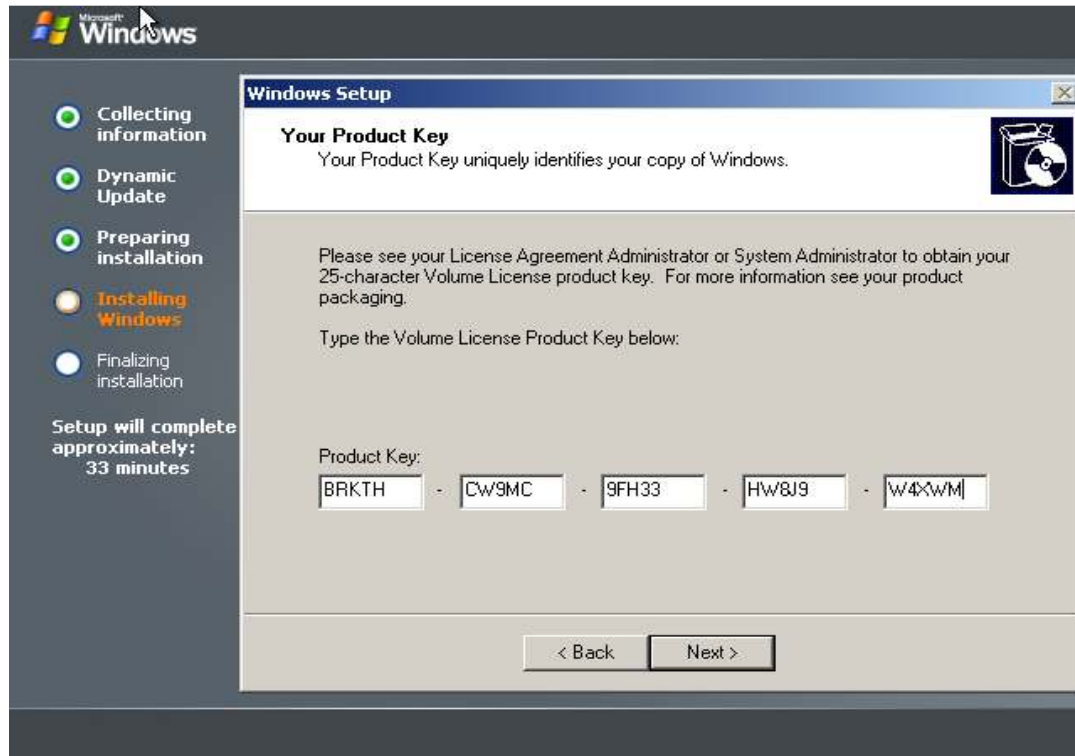 Microsoft
Windows
Collecting
information
Dynamic
Update
Preparing
installation
Installing
Windows
Finalizing
installation
Setup will complete
approximately:
33 minutes
Windows Setup
Your Product Key
Your Product Key uniquely identifies your copy of Windows.
Please see your License Agreement Administrator or System Administrator to obtain your
25-character Volume License product key. For more information see your product
packaging.
Type the Volume License Product Key below:
Product Key:
BRKTH - CW9MC - 9FH33 - HW8J9 - W4XWM
< Back Next >